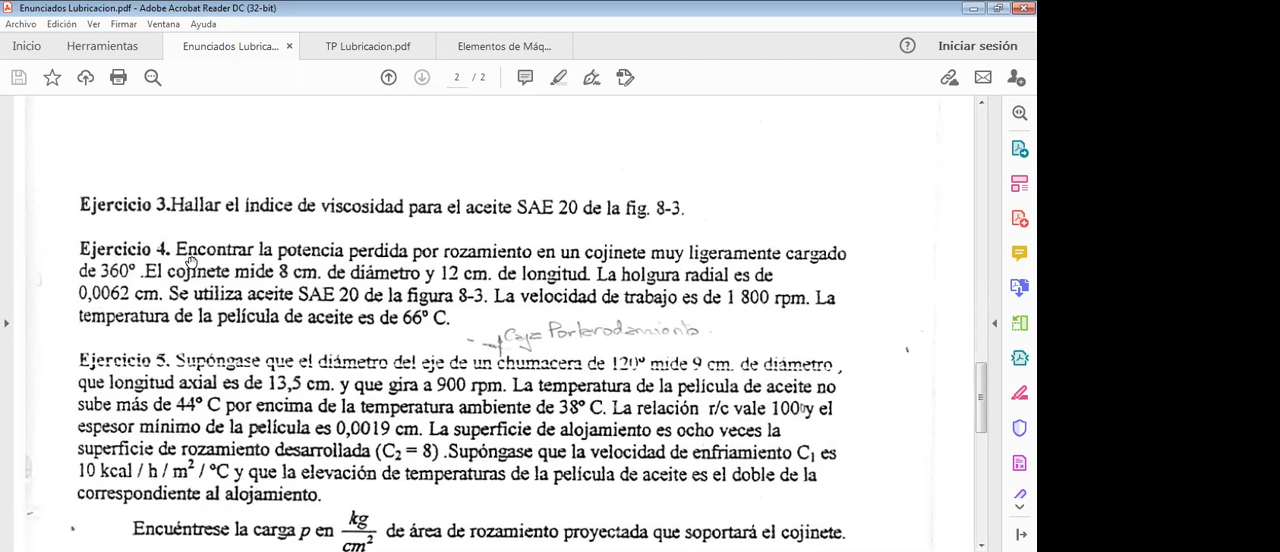 Enunciados Lubricacion.pdf - Adobe Acrobat Reader DC (32-bit)
Archivo Edición Ver Firmar Ventana Ayuda
Inicio Herramientas Enunciados Lubrica... × TP Lubricacion.pdf Elementos de Máq... Iniciar sesión
2 / 2
Ejercicio 3.Hallar el índice de viscosidad para el aceite SAE 20 de la fig. 8-3.
Ejercicio 4. Encontrar la potencia perdida por rozamiento en un cojinete muy ligeramente cargado
de 360º .El cojinete mide 8 cm. de diámetro y 12 cm. de longitud. La holgura radial es de
0,0062 cm. Se utiliza aceite SAE 20 de la figura 8-3. La velocidad de trabajo es de 1 800 rpm. La
temperatura de la película de aceite es de 66º C.
Caja Portarodamiento
Ejercicio 5. Supóngase que el diámetro del eje de un chumacera de 120º mide 9 cm. de diámetro ,
que longitud axial es de 13,5 cm. y que gira a 900 rpm. La temperatura de la película de aceite no
sube más de 44º C por encima de la temperatura ambiente de 38º C. La relación r/c vale 1000 y el
espesor mínimo de la película es 0,0019 cm. La superficie de alojamiento es ocho veces la
superficie de rozamiento desarrollada (C2 = 8) .Supóngase que la velocidad de enfriamiento C1 es
10 kcal / h / m² / ºC y que la elevación de temperaturas de la película de aceite es el doble de la
correspondiente al alojamiento.
Encuéntrese la carga p en kg/cm² de área de rozamiento proyectada que soportará el cojinete.